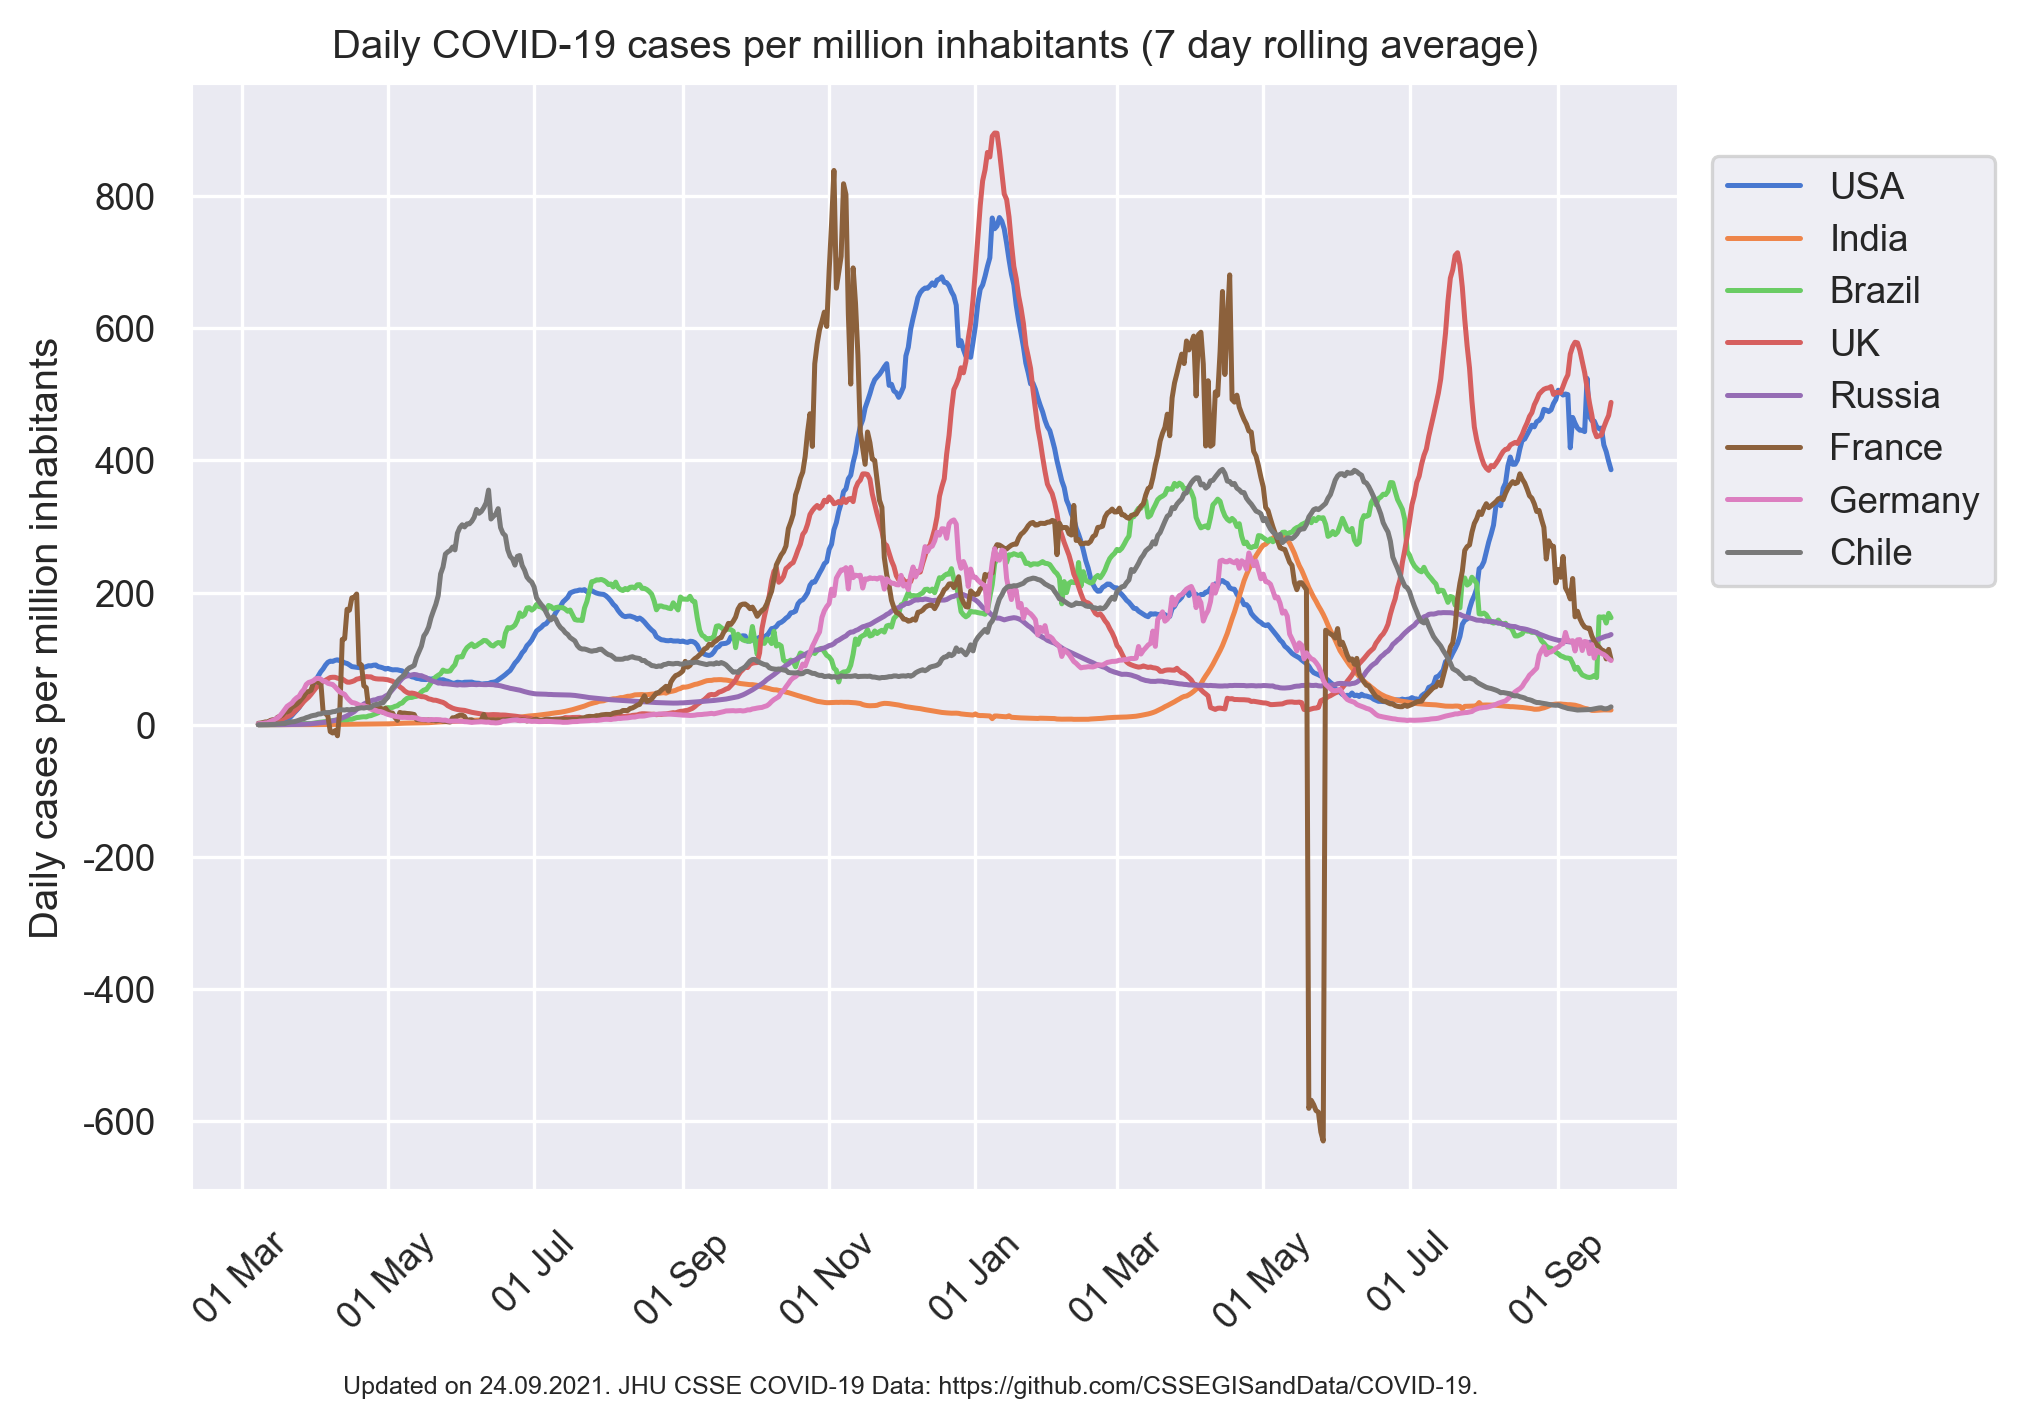 Daily COVID-19 cases per million inhabitants (7 day rolling average)
Daily cases per million inhabitants
800
600
400
200
0
-200
-400
-600
01 Mar
01 May
01 Jul
01 Sep
01 Nov
01 Jan
01 Mar
01 May
01 Jul
01 Sep
USA
India
Brazil
UK
Russia
France
Germany
Chile
Updated on 24.09.2021. JHU CSSE COVID-19 Data: https://github.com/CSSEGISandData/COVID-19.